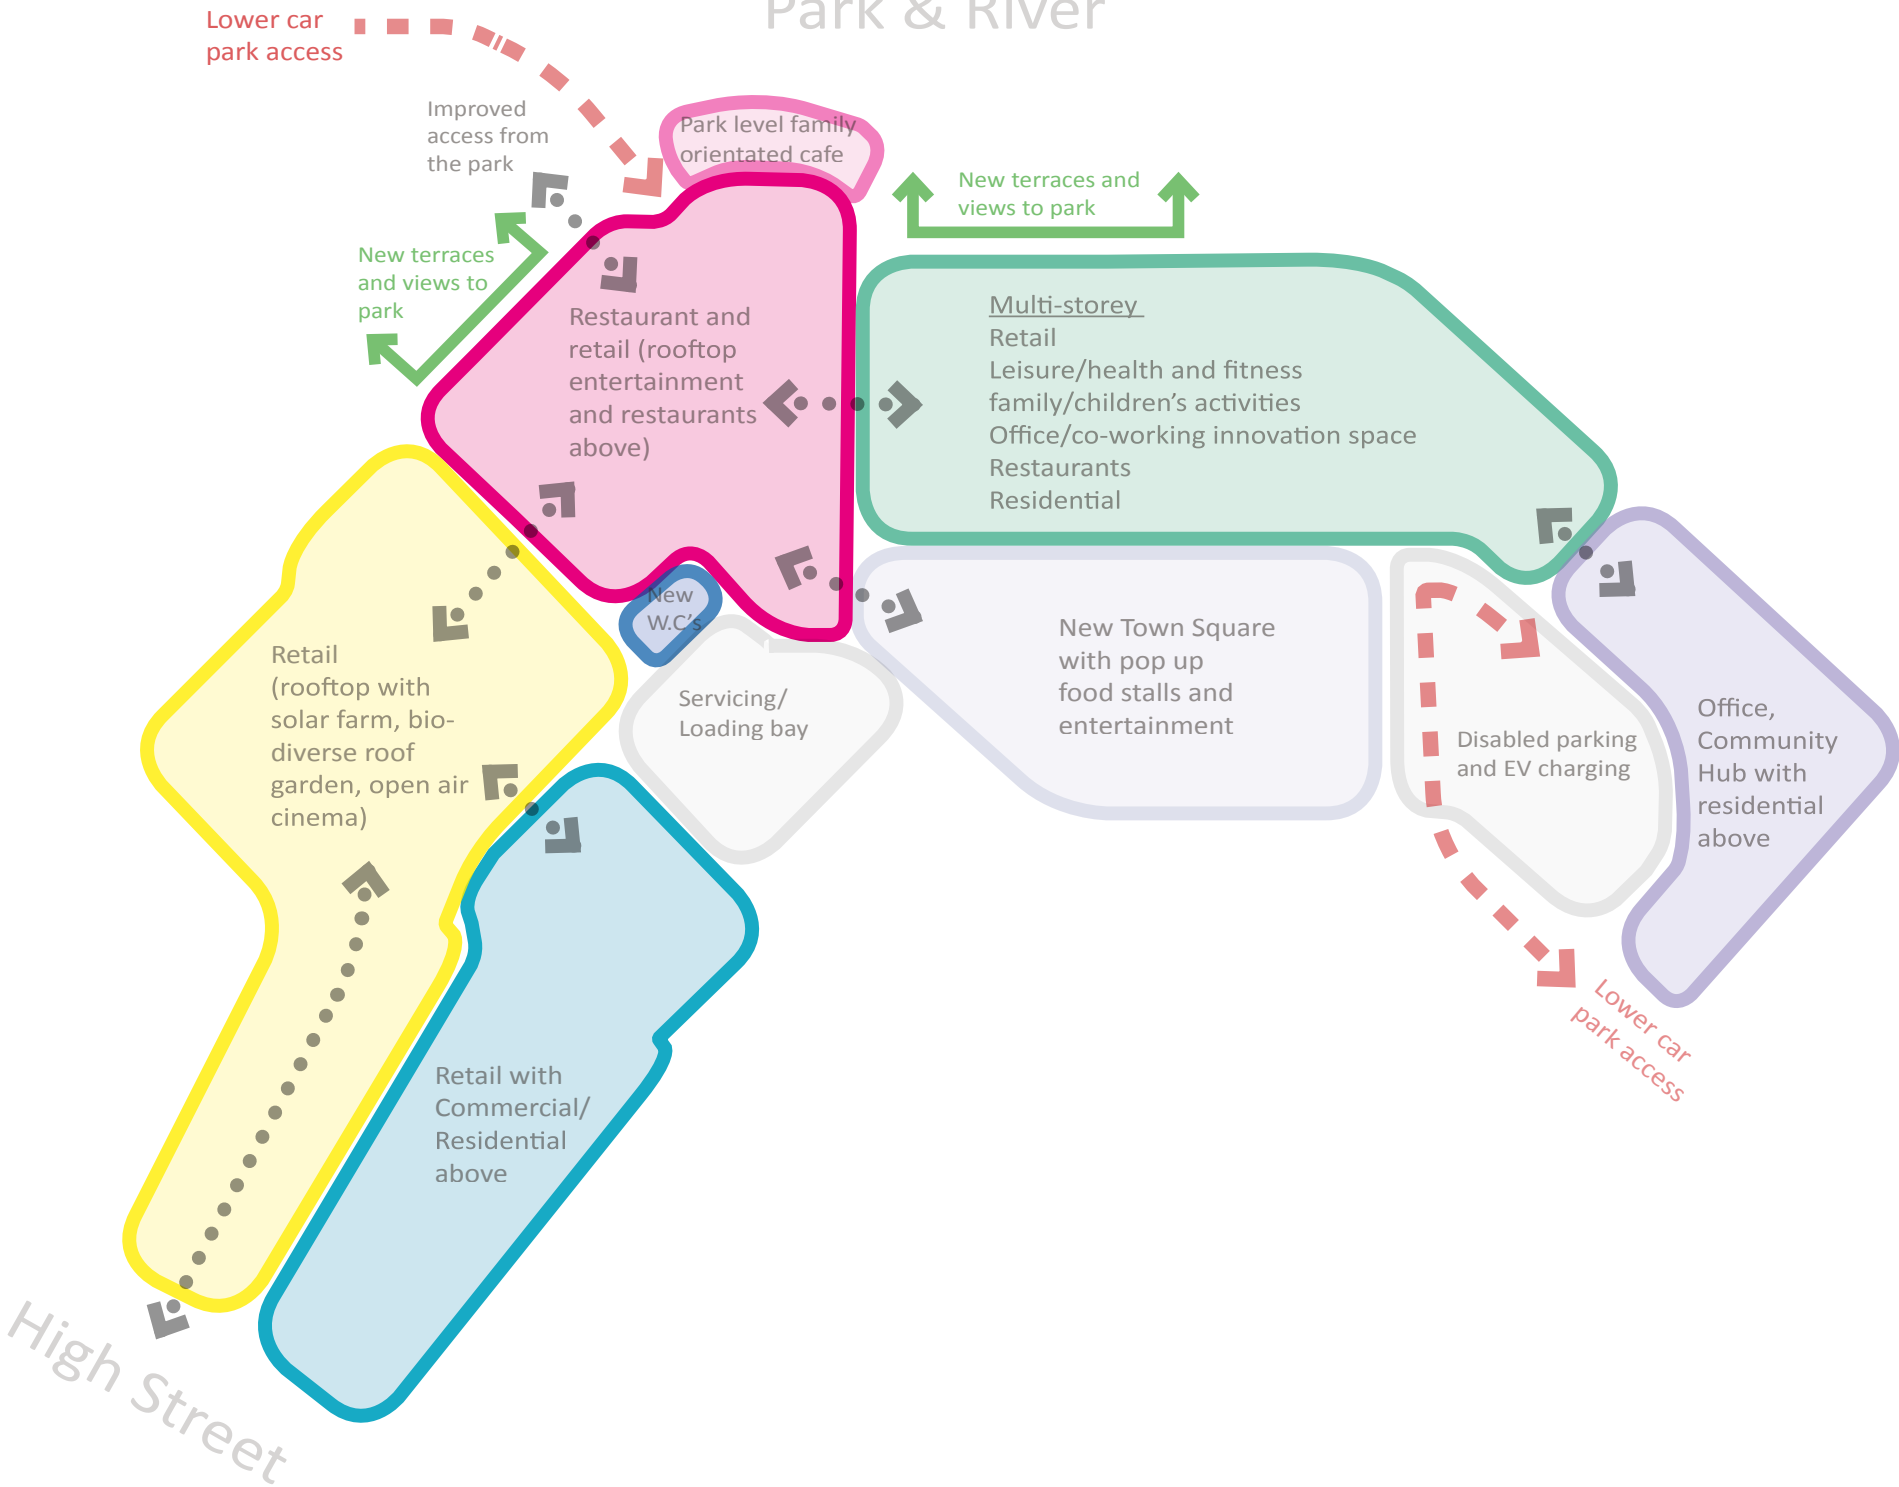 Park & River
Lower car
park access
Improved
access from
the park
Park level family
orientated cafe
New terraces and
views to park
New terraces
and views to
park
Restaurant and
retail (rooftop
entertainment
and restaurants
above)
Multi-storey
Retail
Leisure/health and fitness
family/children’s activities
Office/co-working innovation space
Restaurants
Residential
New
W.C's
New Town Square
with pop up
food stalls and
entertainment
Retail
(rooftop with
solar farm, bio-
diverse roof
garden, open air
cinema)
Servicing/
Loading bay
Disabled parking
and EV charging
Office,
Community
Hub with
residential
above
Lower car
park access
Retail with
Commercial/
Residential
above
High Street